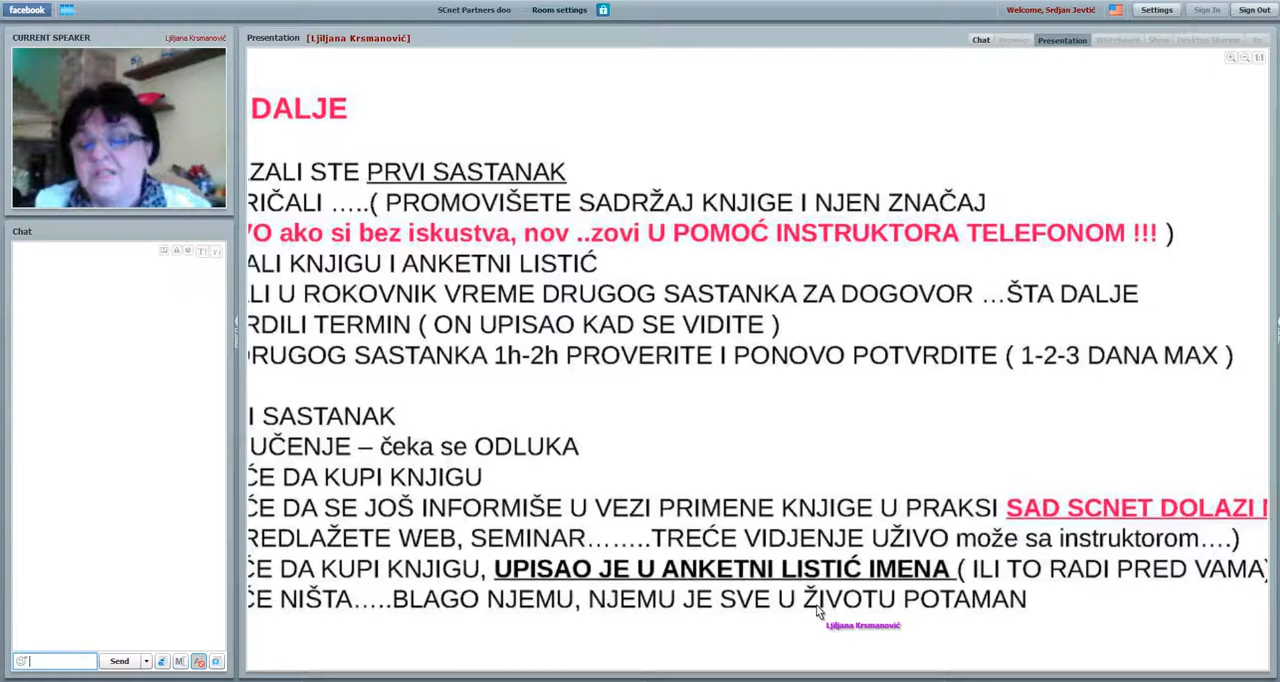 facebook
SCnet Partners doo
Room settings
Welcome, Srdjan Jevtić
Settings
Sign In
Sign Out
CURRENT SPEAKER
Ljiljana Krsmanović
Presentation [Ljiljana Krsmanović]
Chat
Browser
Presentation
Whiteboard
Show
Desktop Sharing
DALJE
ZALI STE PRVI SASTANAK
RIČALI …..( PROMOVIŠETE SADRŽAJ KNJIGE I NJEN ZNAČAJ
VO ako si bez iskustva, nov ..zovi U POMOĆ INSTRUKTORA TELEFONOM !!! )
ALI KNJIGU I ANKETNI LISTIĆ
ALI U ROKOVNIK VREME DRUGOG SASTANKA ZA DOGOVOR …ŠTA DALJE
RDILI TERMIN ( ON UPISAO KAD SE VIDITE )
DRUGOG SASTANKA 1h-2h PROVERITE I PONOVO POTVRDITE ( 1-2-3 DANA MAX )
I SASTANAK
UČENJE – čeka se ODLUKA
ĆE DA KUPI KNJIGU
ĆE DA SE JOŠ INFORMIŠE U VEZI PRIMENE KNJIGE U PRAKSI SAD SCNET DOLAZI N
REDLAŽETE WEB, SEMINAR……..TREĆE VIDJENJE UŽIVO može sa instruktorom….)
ĆE DA KUPI KNJIGU, UPISAO JE U ANKETNI LISTIĆ IMENA ( ILI TO RADI PRED VAMA)
ĆE NIŠTA…..BLAGO NJEMU, NJEMU JE SVE U ŽIVOTU POTAMAN
Ljiljana Krsmanović
Chat
Send